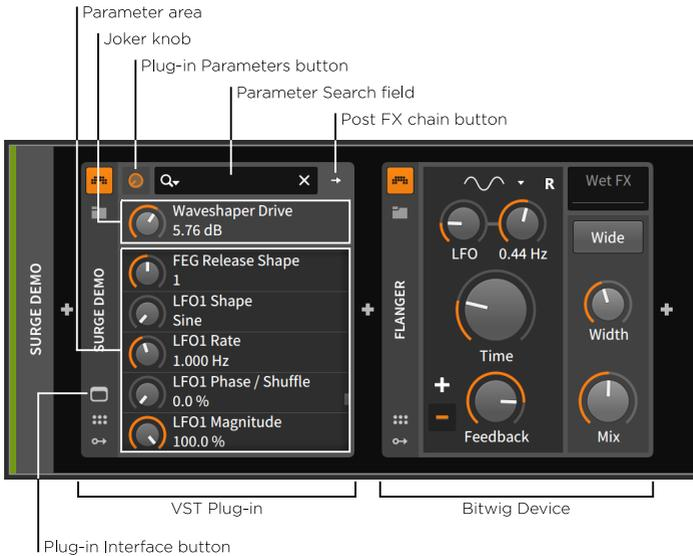 Parameter area
Joker knob
Plug-in Parameters button
Parameter Search field
Post FX chain button
SURGE DEMO
SURGE DEMO
Waveshaper Drive
5.76 dB
FEG Release Shape
1
LFO1 Shape
Sine
LFO1 Rate
1.000 Hz
LFO1 Phase / Shuffle
0.0 %
LFO1 Magnitude
100.0 %
FLANGER
R
LFO
0.44 Hz
Time
Feedback
Wet FX
Wide
Width
Mix
VST Plug-in
Bitwig Device
Plug-in Interface button